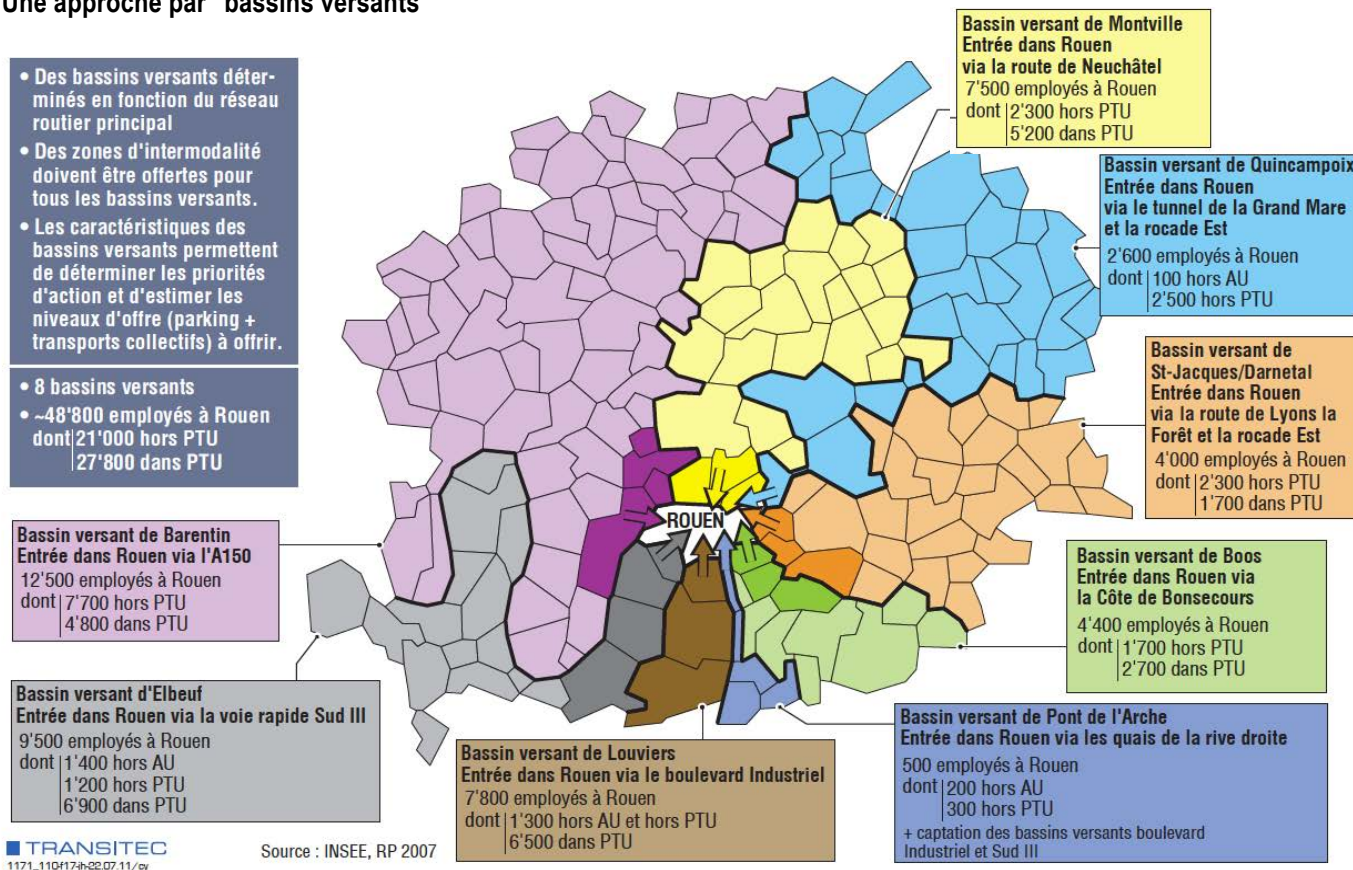 Une approche par "bassins versants"
• Des bassins versants déter-
minés en fonction du réseau
routier principal
• Des zones d'intermodalité
doivent être offertes pour
tous les bassins versants.
• Les caractéristiques des
bassins versants permettent
de déterminer les priorités
d'action et d'estimer les
niveaux d'offre (parking +
transports collectifs) à offrir.
• 8 bassins versants
• ~48'800 employés à Rouen
dont 21'000 hors PTU
27'800 dans PTU
Bassin versant de Montville
Entrée dans Rouen
via la route de Neuchâtel
7'500 employés à Rouen
dont 2'300 hors PTU
5'200 dans PTU
Bassin versant de Quincampoix
Entrée dans Rouen
via le tunnel de la Grand Mare
et la rocade Est
2'600 employés à Rouen
dont 100 hors AU
2'500 hors PTU
Bassin versant de
St-Jacques/Darnetal
Entrée dans Rouen
via la route de Lyons la
Forêt et la rocade Est
4'000 employés à Rouen
dont 2'300 hors PTU
1'700 dans PTU
ROUEN
Bassin versant de Barentin
Entrée dans Rouen via l'A150
12'500 employés à Rouen
dont 7'700 hors PTU
4'800 dans PTU
Bassin versant de Boos
Entrée dans Rouen via
la Côte de Bonsecours
4'400 employés à Rouen
dont 1'700 hors PTU
2'700 dans PTU
Bassin versant d'Elbeuf
Entrée dans Rouen via la voie rapide Sud III
9'500 employés à Rouen
dont 1'400 hors AU
1'200 hors PTU
6'900 dans PTU
Bassin versant de Louviers
Entrée dans Rouen via le boulevard Industriel
7'800 employés à Rouen
dont 1'300 hors AU et hors PTU
6'500 dans PTU
Bassin versant de Pont de l'Arche
Entrée dans Rouen via les quais de la rive droite
500 employés à Rouen
dont 200 hors AU
300 hors PTU
+ captation des bassins versants boulevard
Industriel et Sud III
TRANSITEC
1171_110-f17-jh-22.07.11/cv
Source : INSEE, RP 2007